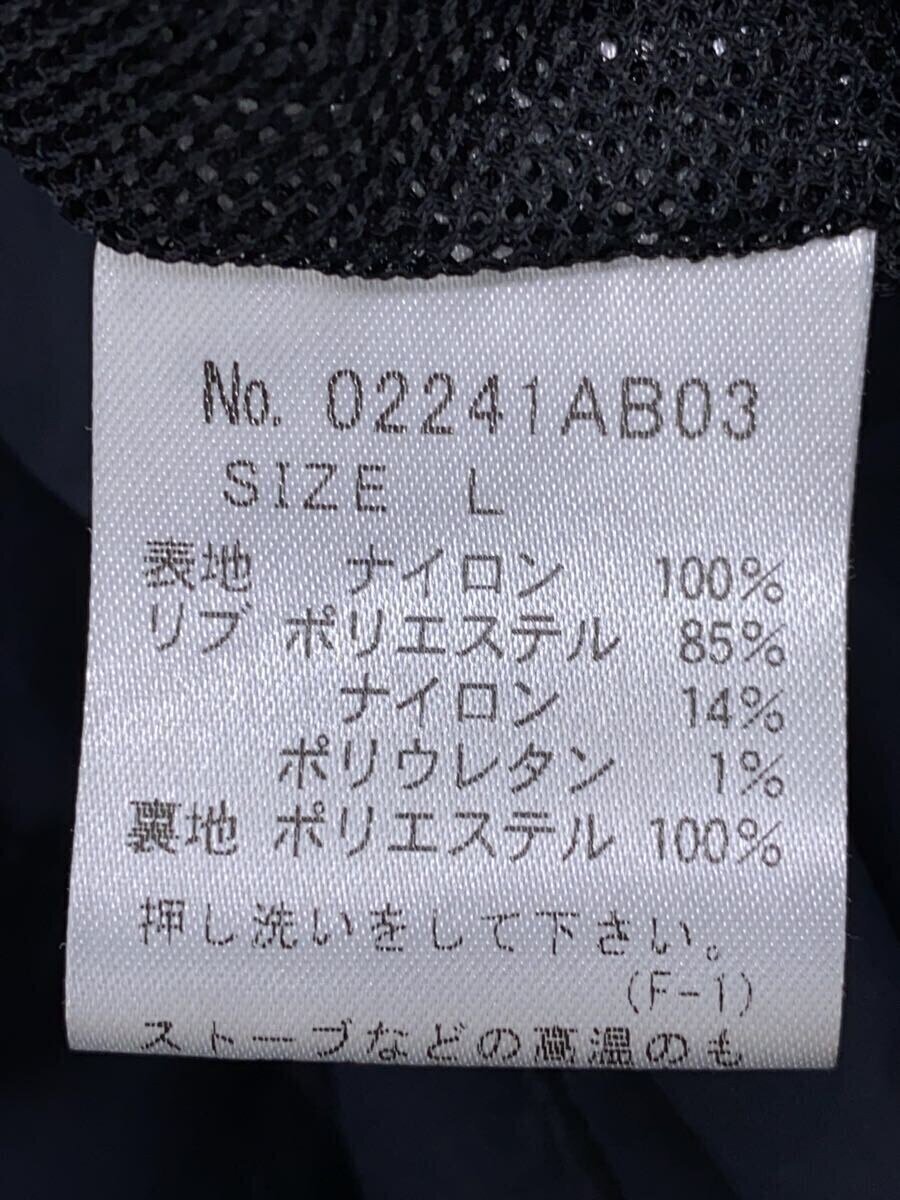 No. 02241AB03
SIZE L
表地 ナイロン 100%
リブ ポリエステル 85%
ナイロン 14%
ポリウレタン 1%
裏地 ポリエステル 100%
押し洗いをして下さい。
(F-1)
ストーブなどの高温のも